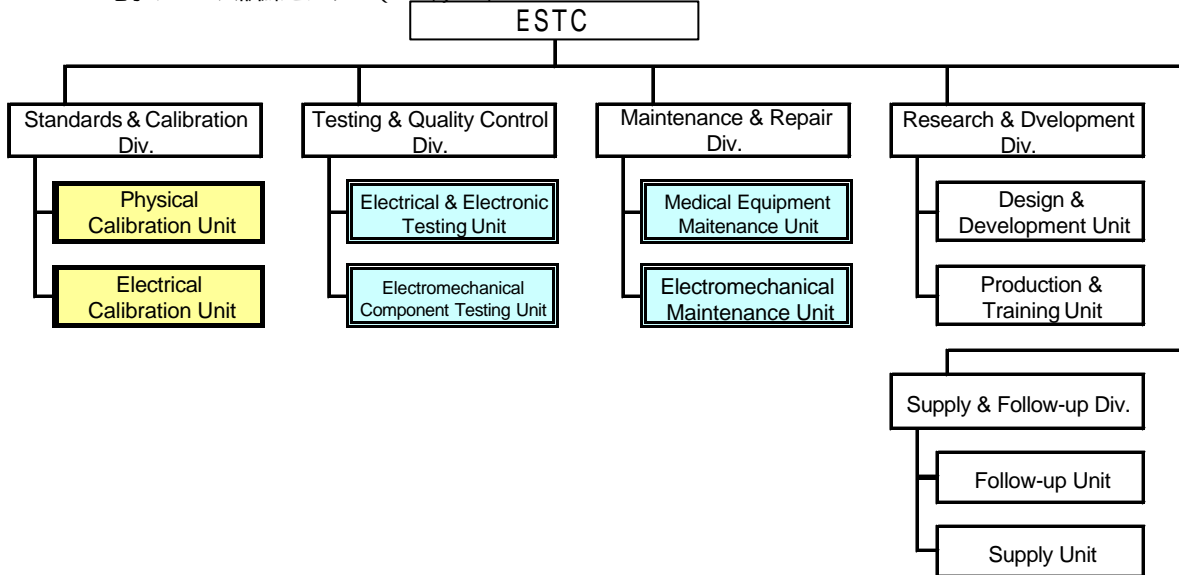 ESTC
Standards & Calibration
Div.
Physical
Calibration Unit
Electrical
Calibration Unit
Testing & Quality Control
Div.
Electrical & Electronic
Testing Unit
Electromechanical
Component Testing Unit
Maintenance & Repair
Div.
Medical Equipment
Maitenance Unit
Electromechanical
Maintenance Unit
Research & Dvelopment
Div.
Design &
Development Unit
Production &
Training Unit
Supply & Follow-up Div.
Follow-up Unit
Supply Unit